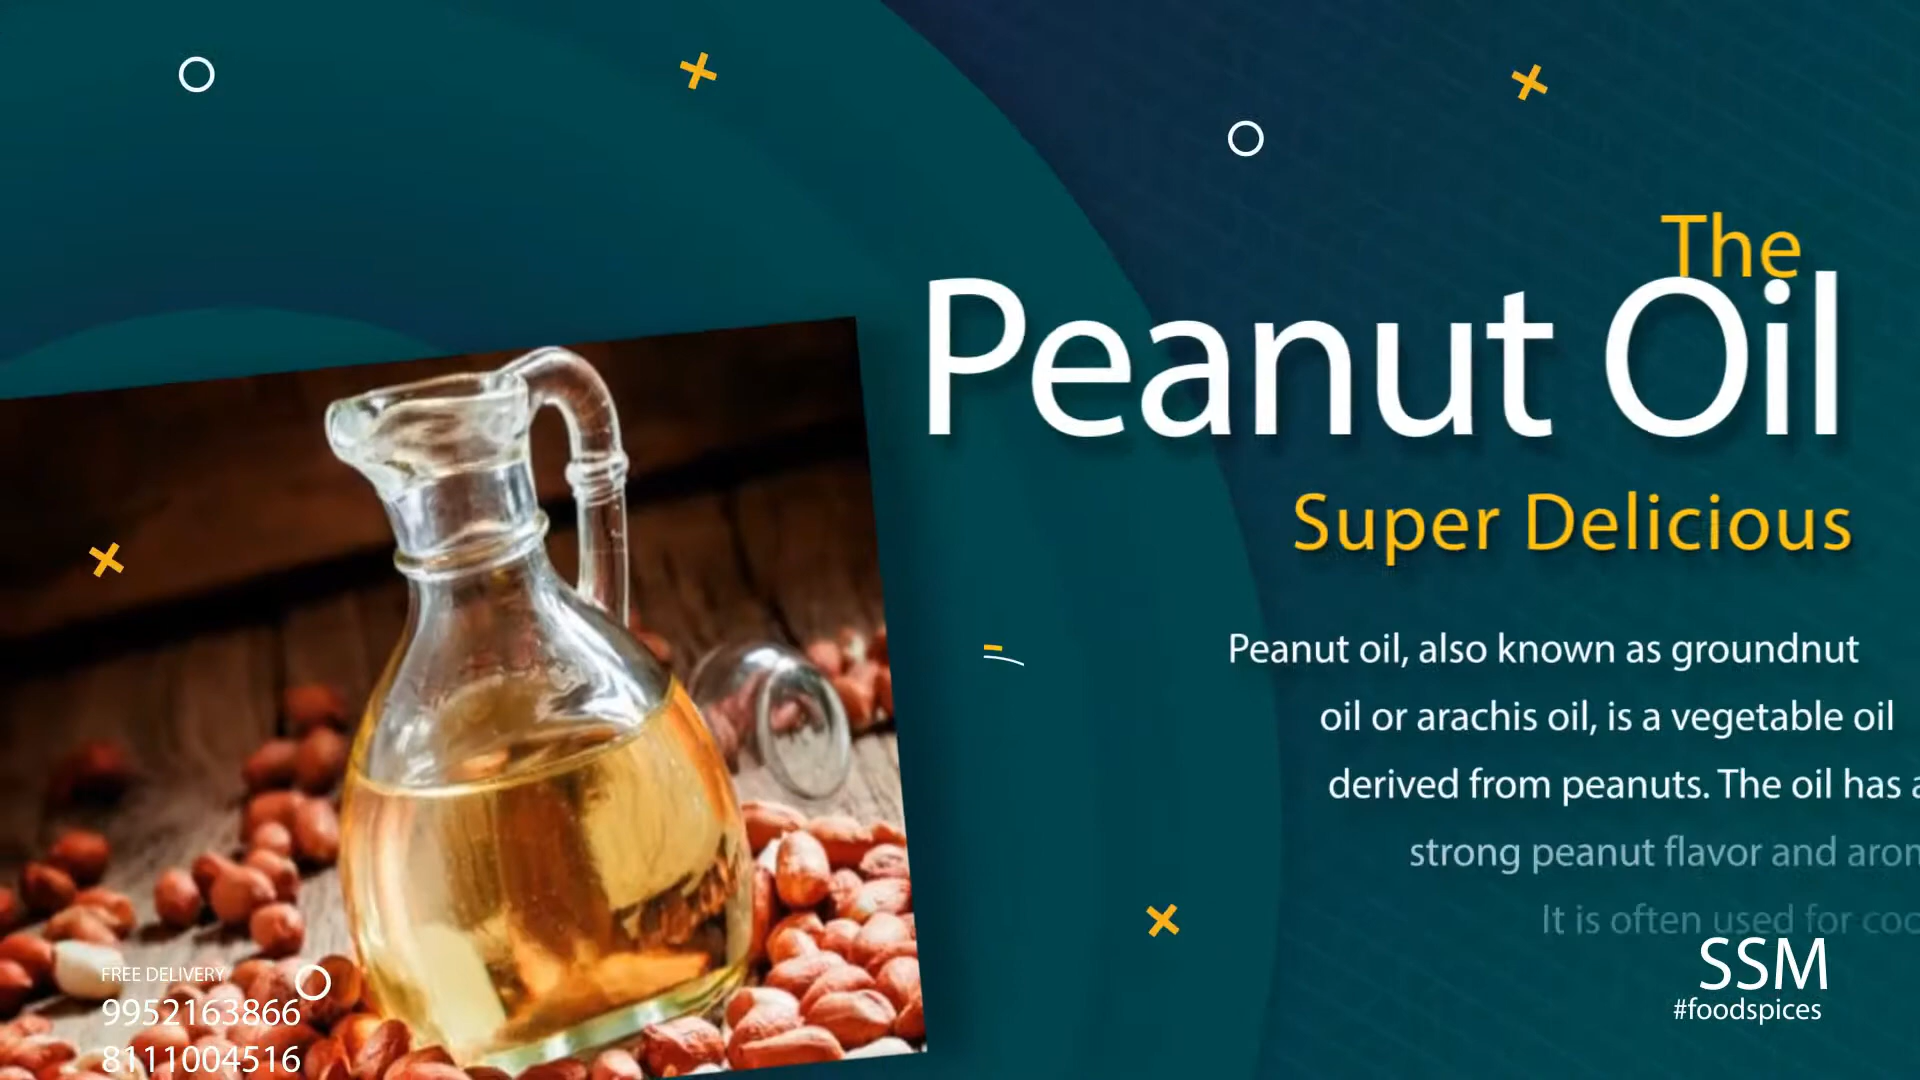 The
Peanut Oil
Super Delicious
Peanut oil, also known as groundnut
oil or arachis oil, is a vegetable oil
derived from peanuts. The oil has a
strong peanut flavor and
It is often used for
SSM
#foodspices
FREE DELIVERY
9952163866
8111004516